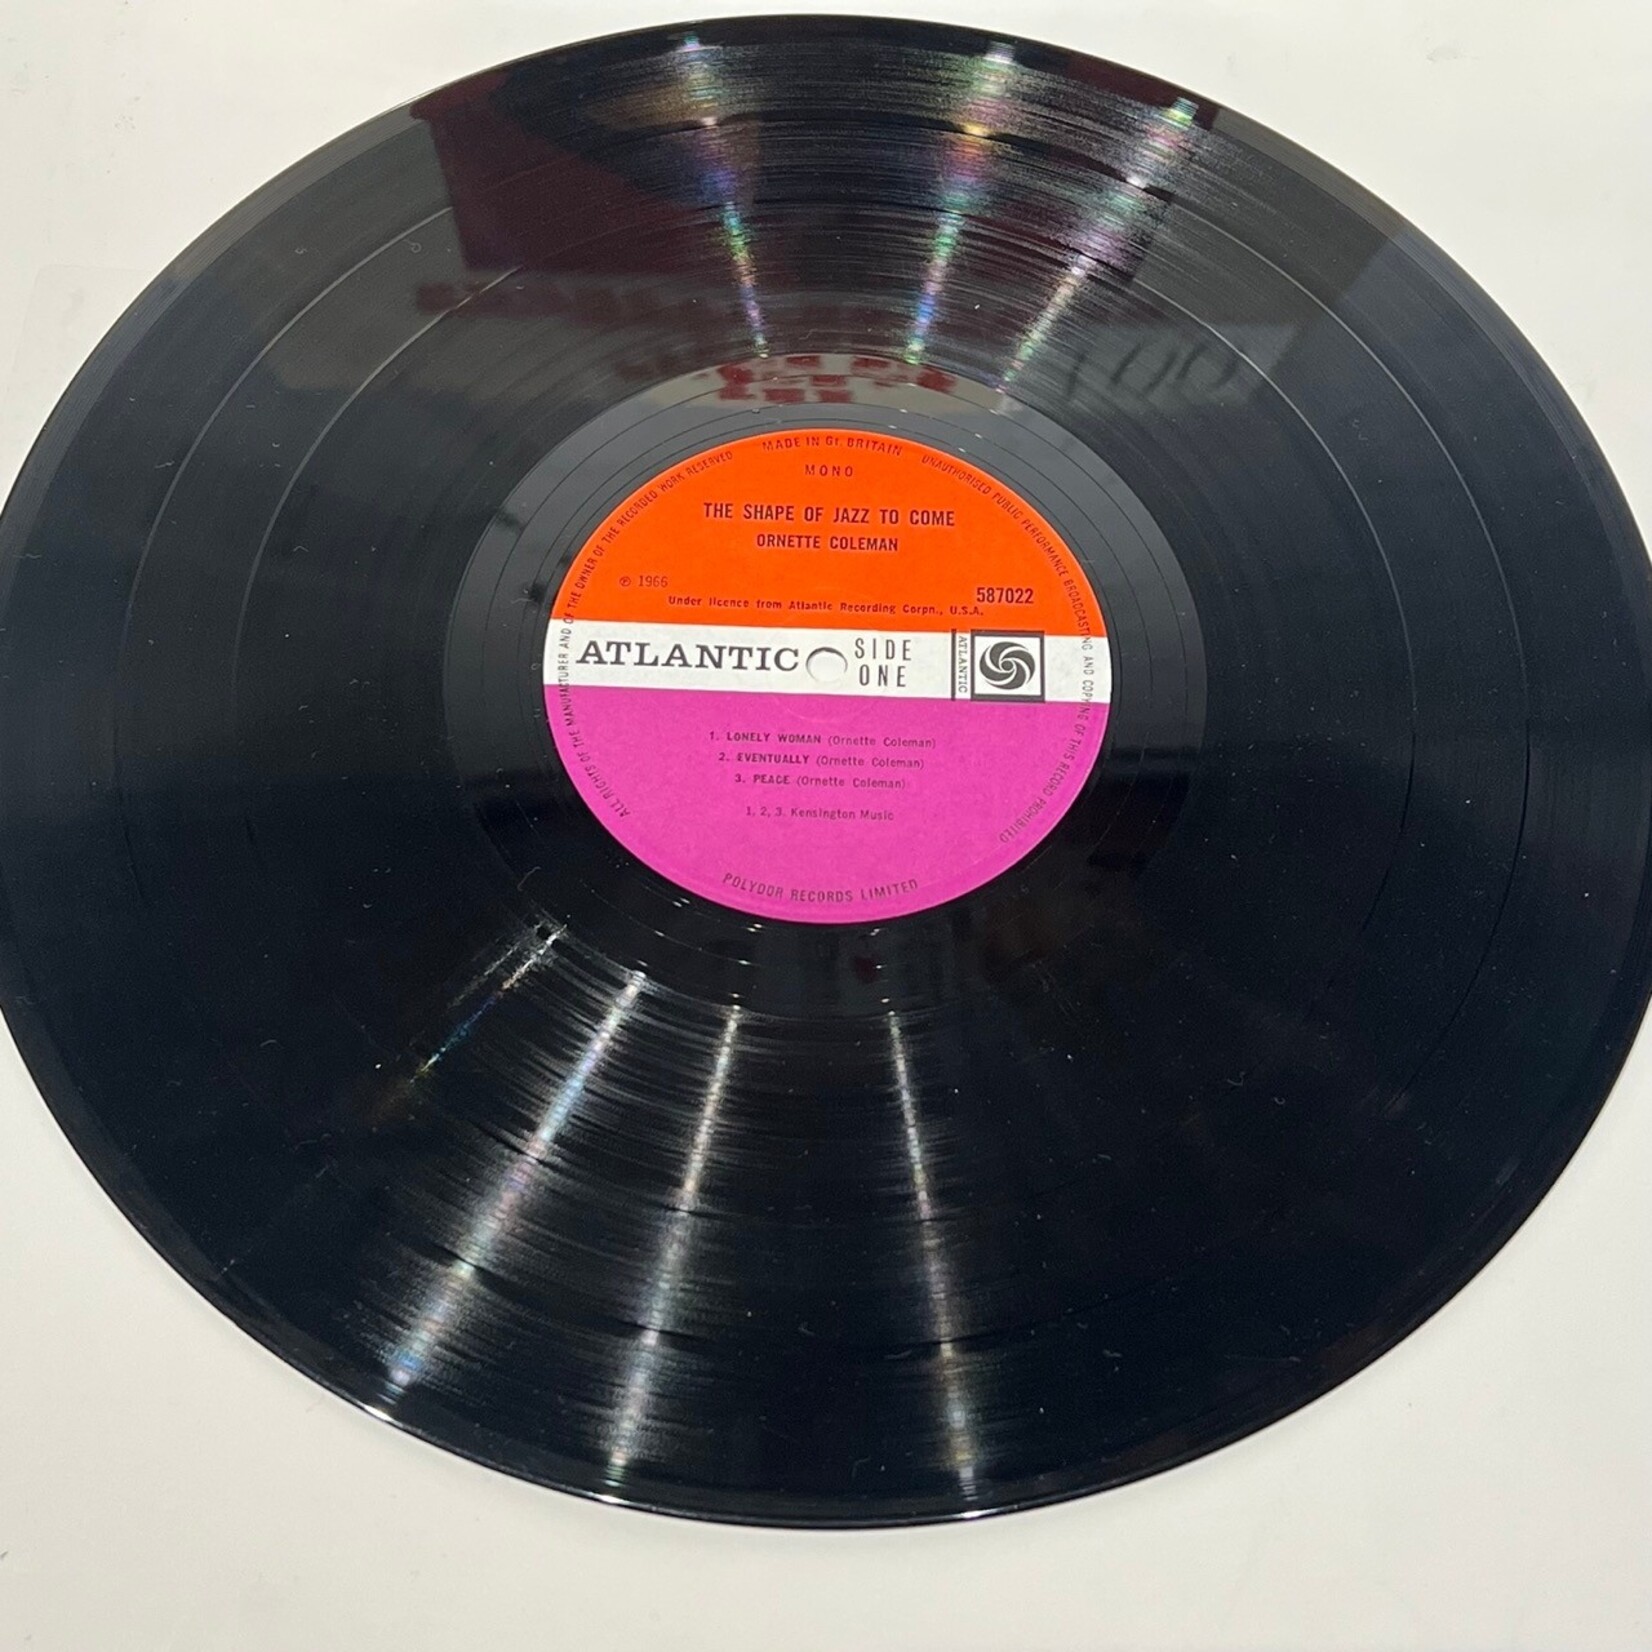 MADE IN Gt. BRITAIN
ALL RIGHTS OF THE MANUFACTURER AND OF THE OWNER OF THE RECORDED WORK RESERVED
UNAUTHORISED PUBLIC PERFORMANCE BROADCASTING AND COPYING OF THIS RECORD PROHIBITED
MONO
THE SHAPE OF JAZZ TO COME
ORNETTE COLEMAN
℗ 1966
587022
Under licence from Atlantic Recording Corpn., U.S.A.
ATLANTIC
SIDE
ONE
ATLANTIC
1. LONELY WOMAN (Ornette Coleman)
2. EVENTUALLY (Ornette Coleman)
3. PEACE (Ornette Coleman)
1, 2, 3. Kensington Music
POLYDOR RECORDS LIMITED